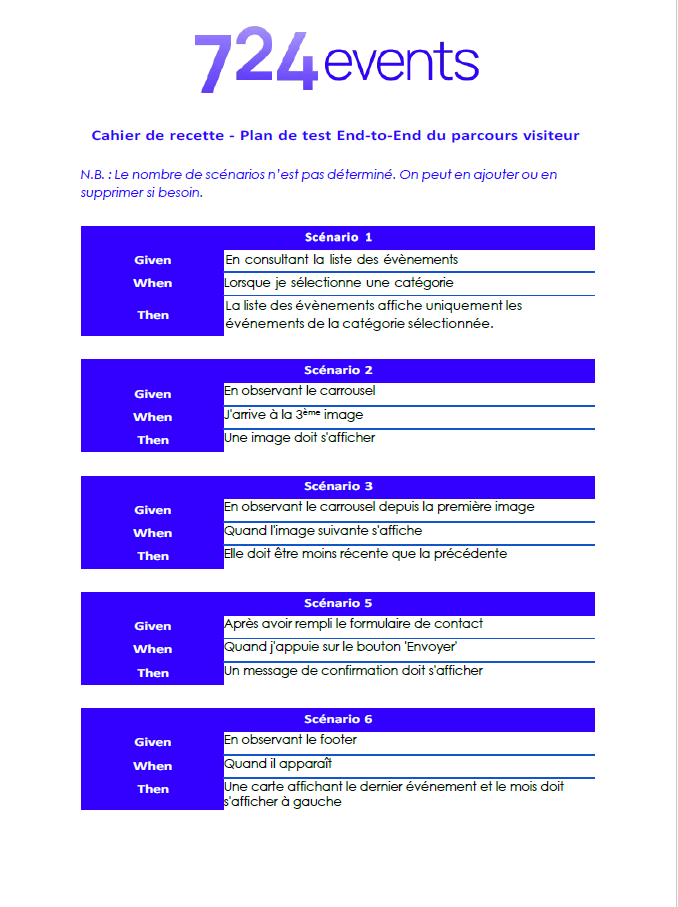 724events
Cahier de recette - Plan de test End-to-End du parcours visiteur
N.B. : Le nombre de scénarios n’est pas déterminé. On peut en ajouter ou en
supprimer si besoin.
Scénario 1
Given En consultant la liste des évènements
When Lorsque je sélectionne une catégorie
Then La liste des évènements affiche uniquement les
événements de la catégorie sélectionnée.
Scénario 2
Given En observant le carrousel
When J'arrive à la 3ème image
Then Une image doit s'afficher
Scénario 3
Given En observant le carrousel depuis la première image
When Quand l'image suivante s'affiche
Then Elle doit être moins récente que la précédente
Scénario 5
Given Après avoir rempli le formulaire de contact
When Quand j'appuie sur le bouton 'Envoyer'
Then Un message de confirmation doit s'afficher
Scénario 6
Given En observant le footer
When Quand il apparaît
Then Une carte affichant le dernier événement et le mois doit
s'afficher à gauche